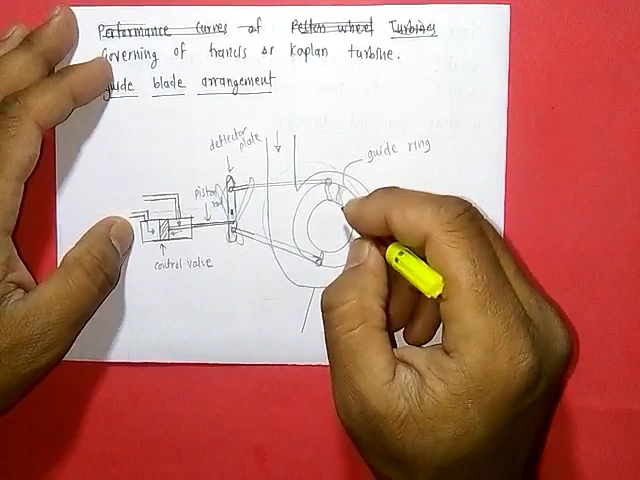 Performance curves of Pelton wheel Turbines
Governing of francis or kaplan turbine.
guide blade arrangement
detector plate
guide ring
piston rod
control valve